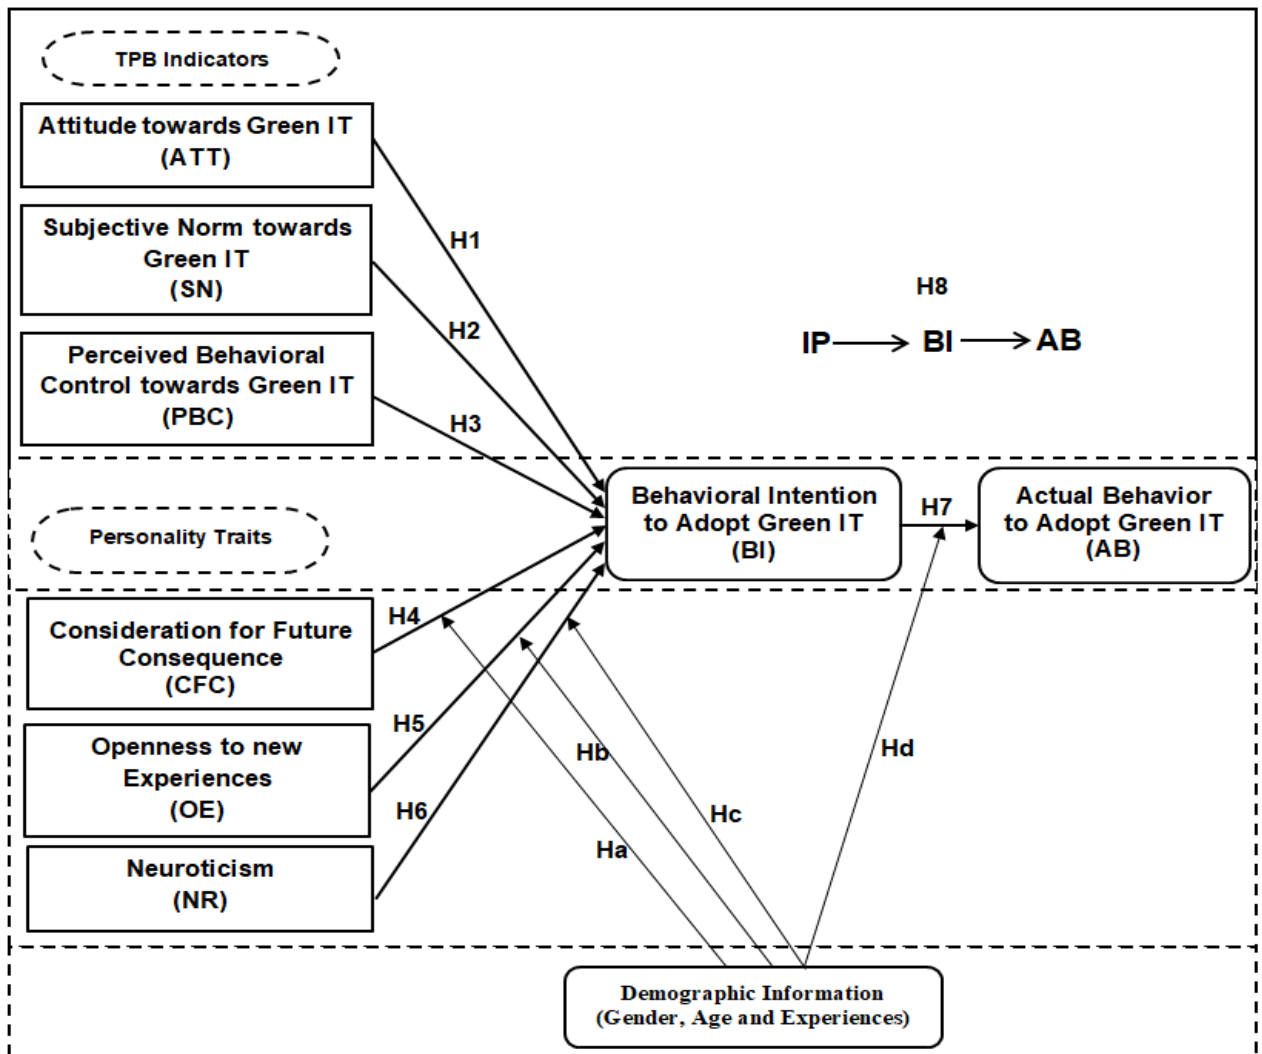 TPB Indicators
Attitude towards Green IT
(ATT)
Subjective Norm towards
Green IT
(SN)
Perceived Behavioral
Control towards Green IT
(PBC)
H1
H2
H3
H8
IP
BI
AB
Personality Traits
Behavioral Intention
to Adopt Green IT
(BI)
H7
Actual Behavior
to Adopt Green IT
(AB)
Consideration for Future
Consequence
(CFC)
Openness to new
Experiences
(OE)
Neuroticism
(NR)
H4
H5
H6
Ha
Hb
Hc
Hd
Demographic Information
(Gender, Age and Experiences)